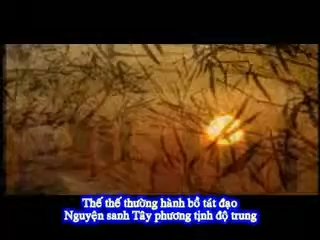 Thế thế thường hành bồ tát đạo
Nguyện sanh Tây phương tịnh độ trung